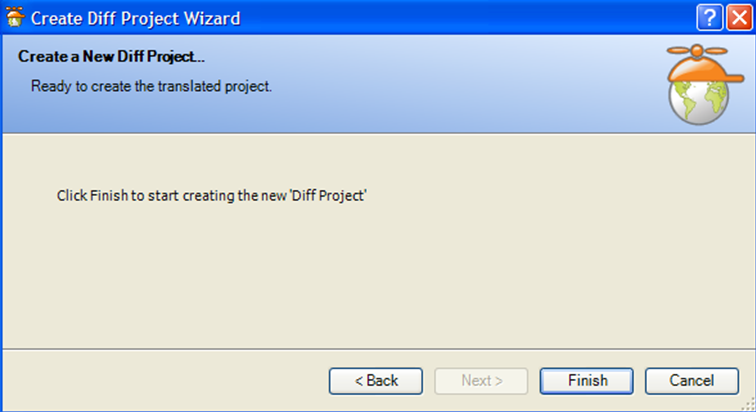 Create Diff Project Wizard
Create a New Diff Project...
Ready to create the translated project.
Click Finish to start creating the new 'Diff Project'
< Back Next > Finish Cancel